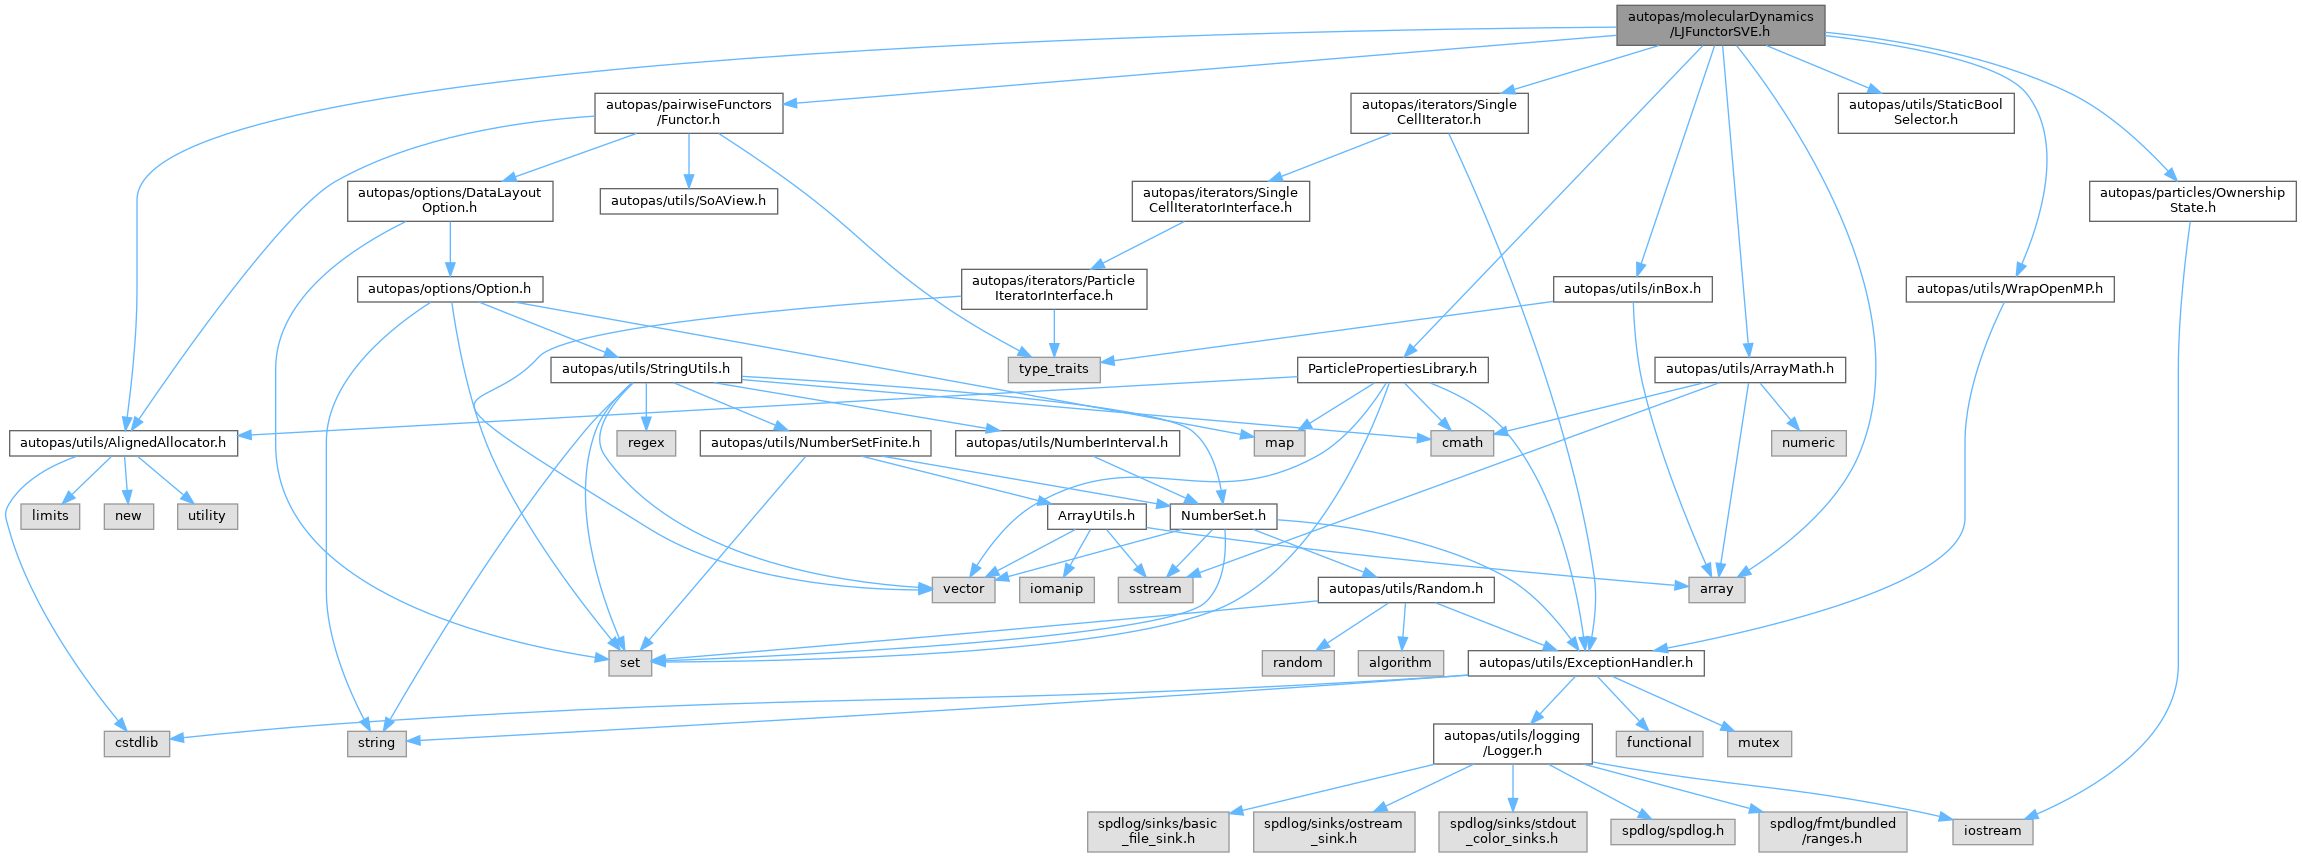 autopas/molecularDynamics
/LJFunctorSVE.h
autopas/pairwiseFunctors
/Functor.h
autopas/iterators/Single
CellIterator.h
autopas/utils/StaticBool
Selector.h
autopas/options/DataLayout
Option.h
autopas/utils/SoAView.h
autopas/iterators/Single
CellIteratorInterface.h
autopas/particles/Ownership
State.h
autopas/options/Option.h
autopas/iterators/Particle
IteratorInterface.h
autopas/utils/inBox.h
autopas/utils/WrapOpenMP.h
autopas/utils/StringUtils.h
type_traits
ParticlePropertiesLibrary.h
autopas/utils/ArrayMath.h
autopas/utils/AlignedAllocator.h
regex
autopas/utils/NumberSetFinite.h
autopas/utils/NumberInterval.h
map
cmath
numeric
limits
new
utility
ArrayUtils.h
NumberSet.h
vector
iomanip
sstream
autopas/utils/Random.h
array
set
random
algorithm
autopas/utils/ExceptionHandler.h
cstdlib
string
autopas/utils/logging
/Logger.h
functional
mutex
spdlog/sinks/basic
_file_sink.h
spdlog/sinks/ostream
_sink.h
spdlog/sinks/stdout
_color_sinks.h
spdlog/spdlog.h
spdlog/fmt/bundled
/ranges.h
iostream